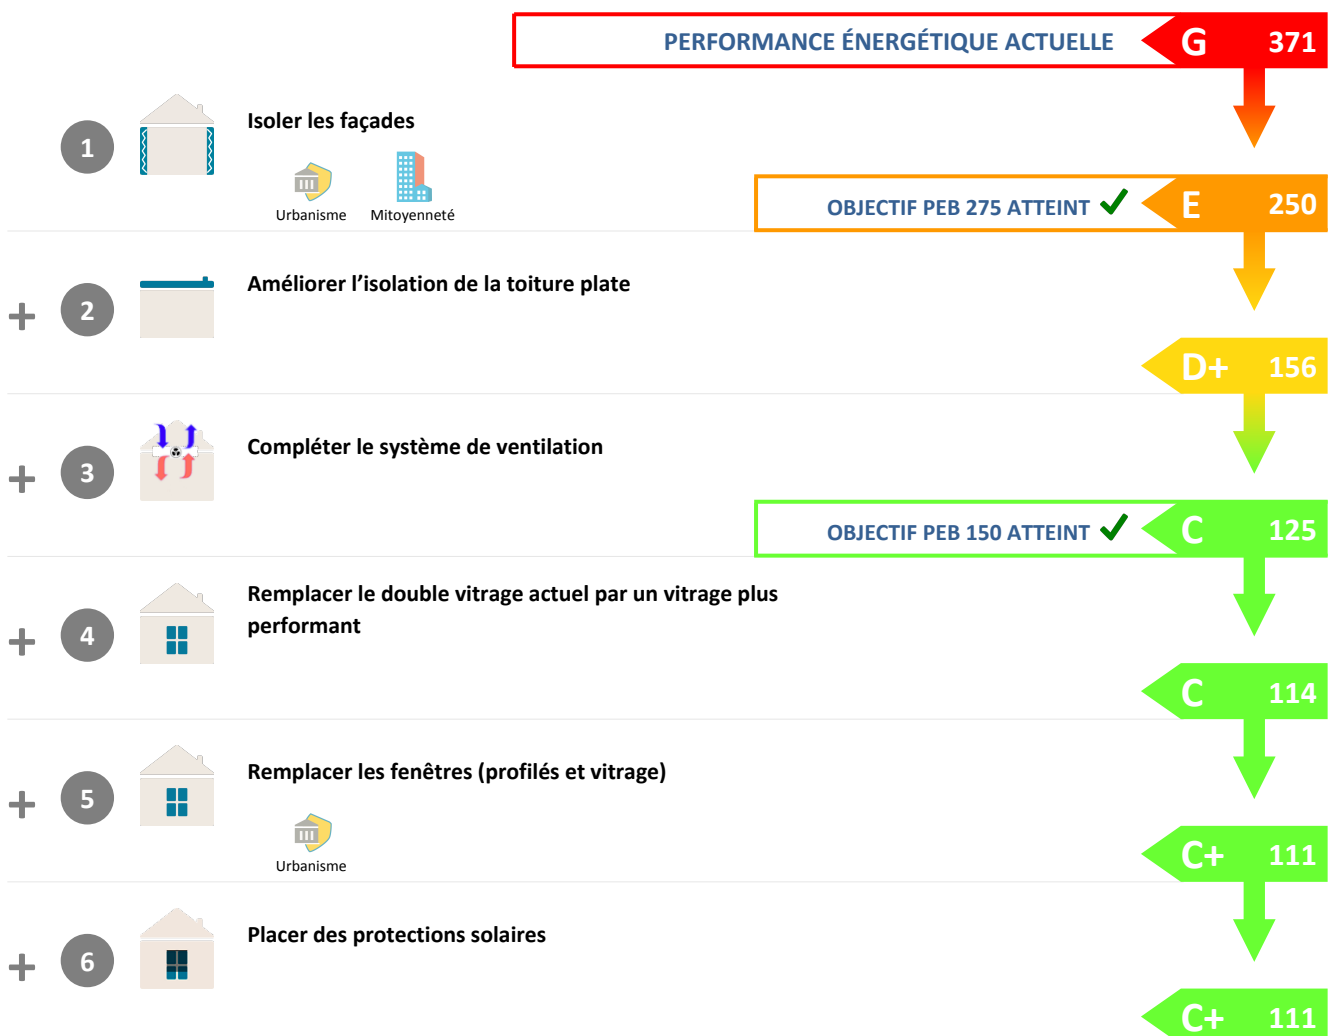 PERFORMANCE ÉNERGÉTIQUE ACTUELLE G 371
1 Isoler les façades
Urbanisme Mitoyenneté
OBJECTIF PEB 275 ATTEINT E 250
+ 2 Améliorer l’isolation de la toiture plate
D+ 156
+ 3 Compléter le système de ventilation
OBJECTIF PEB 150 ATTEINT C 125
+ 4 Remplacer le double vitrage actuel par un vitrage plus
performant
C 114
+ 5 Remplacer les fenêtres (profilés et vitrage)
Urbanisme
C+ 111
+ 6 Placer des protections solaires
C+ 111